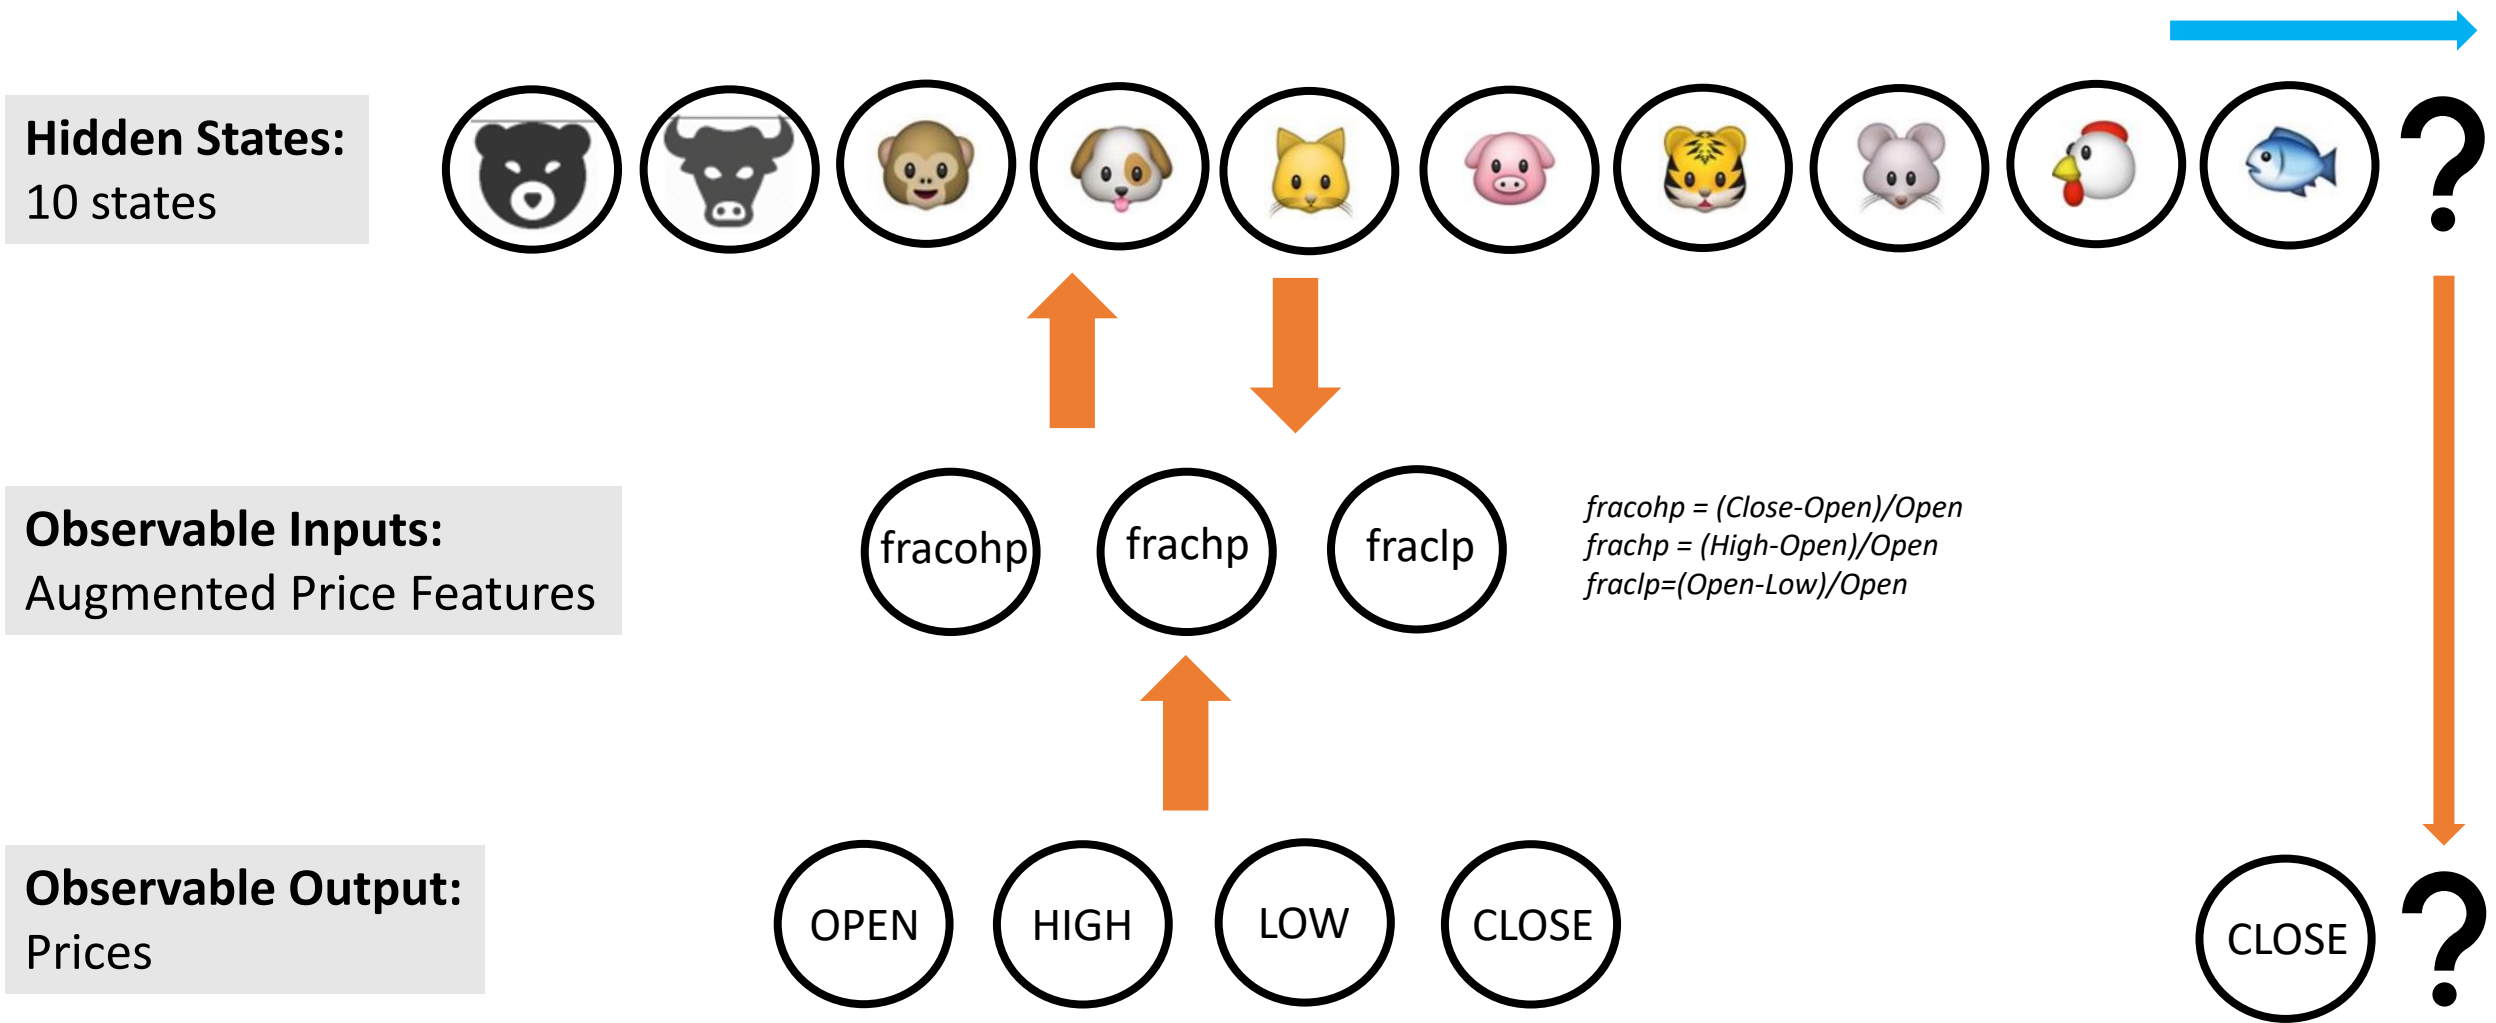 Hidden States:
10 states
?
Observable Inputs:
Augmented Price Features
fracohp
frachp
fraclp
fracohp = (Close-Open)/Open
frachp = (High-Open)/Open
fraclp=(Open-Low)/Open
Observable Output:
Prices
OPEN
HIGH
LOW
CLOSE
CLOSE
?